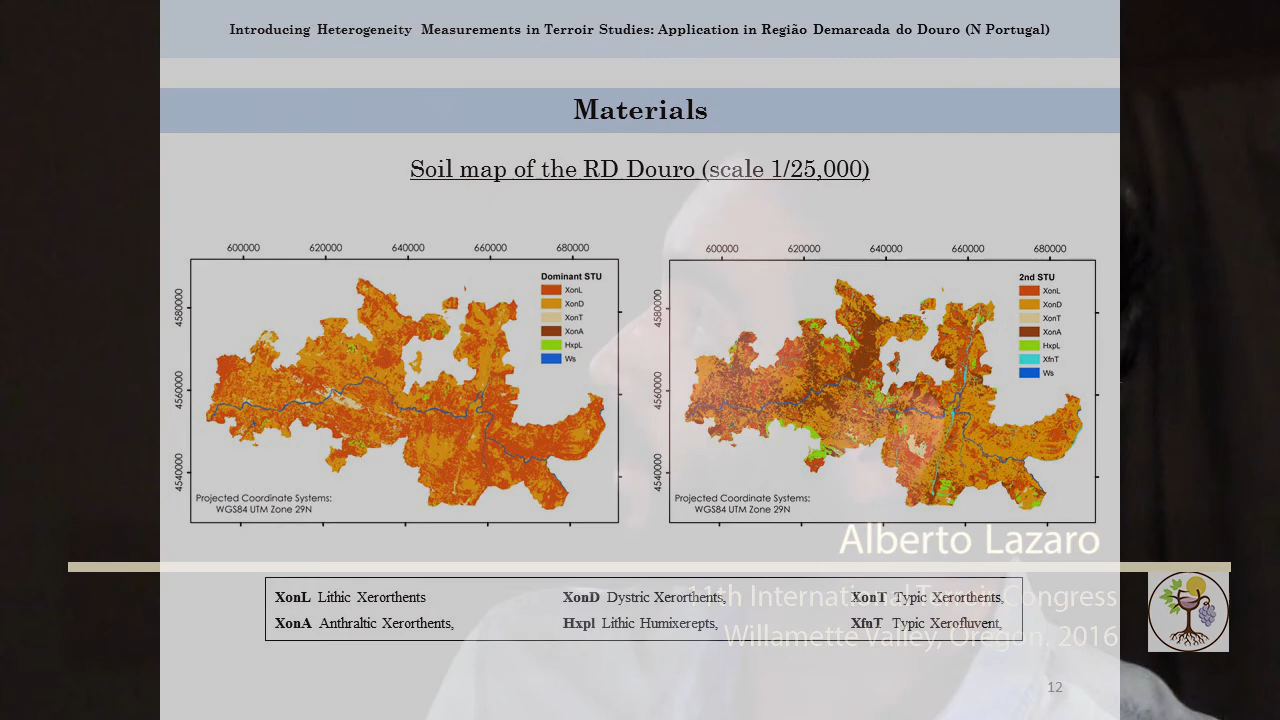 Introducing Heterogeneity Measurements in Terroir Studies: Application in Região Demarcada do Douro (N Portugal)
Materials
Soil map of the RD Douro (scale 1/25,000)
600000 620000 640000 660000 680000
4580000
4560000
4540000
Dominant STU
XonL
XonD
XonT
XonA
HxpL
Ws
Projected Coordinate Systems:
WGS84 UTM Zone 29N
600000 620000 640000 660000 680000
4580000
4560000
4540000
2nd STU
XonL
XonD
XonT
XonA
HxpL
XfnT
Ws
Projected Coordinate Systems:
WGS84 UTM Zone 29N
Alberto Lazaro
11th International Terroir Congress
Willamette Valley, Oregon, 2016
XonL Lithic Xerorthents XonD Dystric Xerorthents, XonT Typic Xerorthents,
XonA Anthraltic Xerorthents, Hxpl Lithic Humixerepts, XfnT Typic Xerofluvent,
12